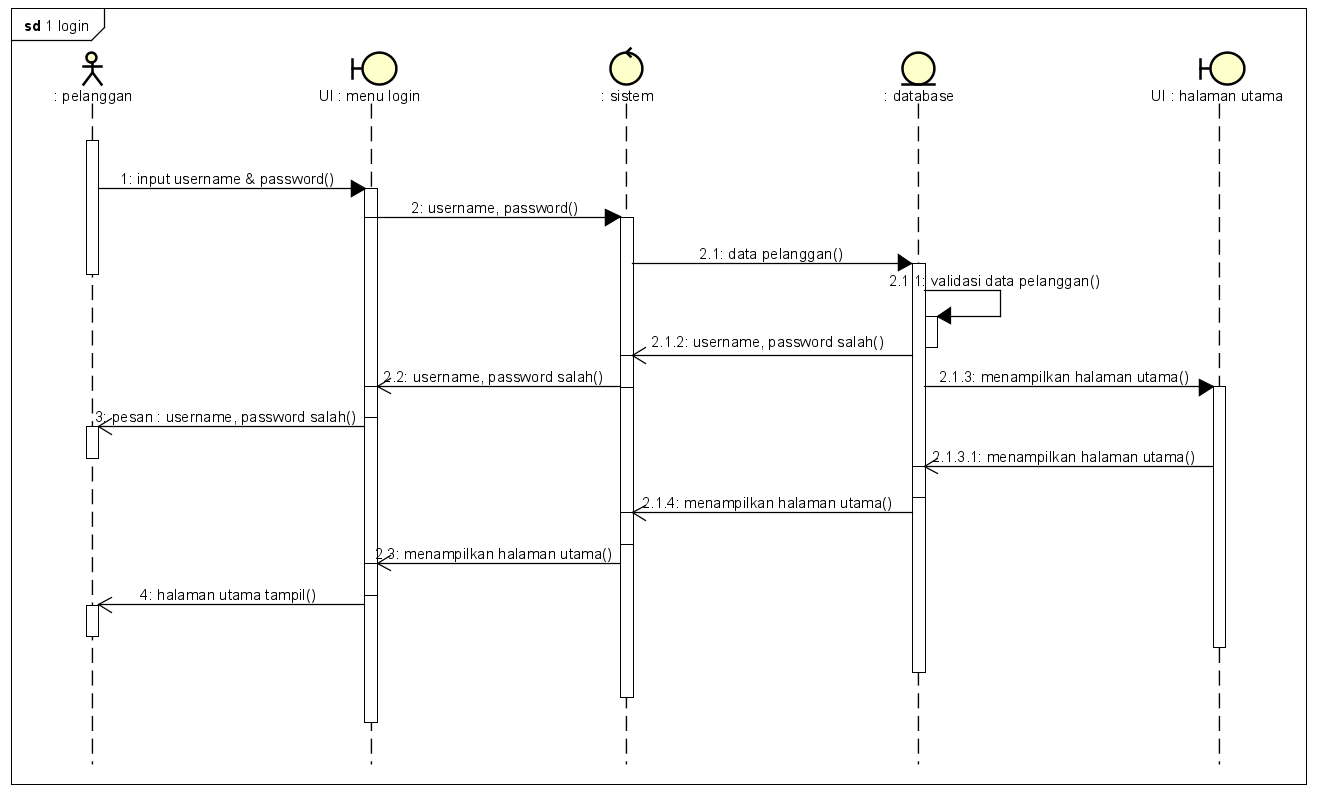 sd 1 login
: pelanggan
UI : menu login
: sistem
: database
UI : halaman utama
1: input username & password()
2: username, password()
2.1: data pelanggan()
2.1.1: validasi data pelanggan()
2.1.2: username, password salah()
2.2: username, password salah()
2.1.3: menampilkan halaman utama()
3: pesan : username, password salah()
2.1.3.1: menampilkan halaman utama()
2.1.4: menampilkan halaman utama()
2.3: menampilkan halaman utama()
4: halaman utama tampil()